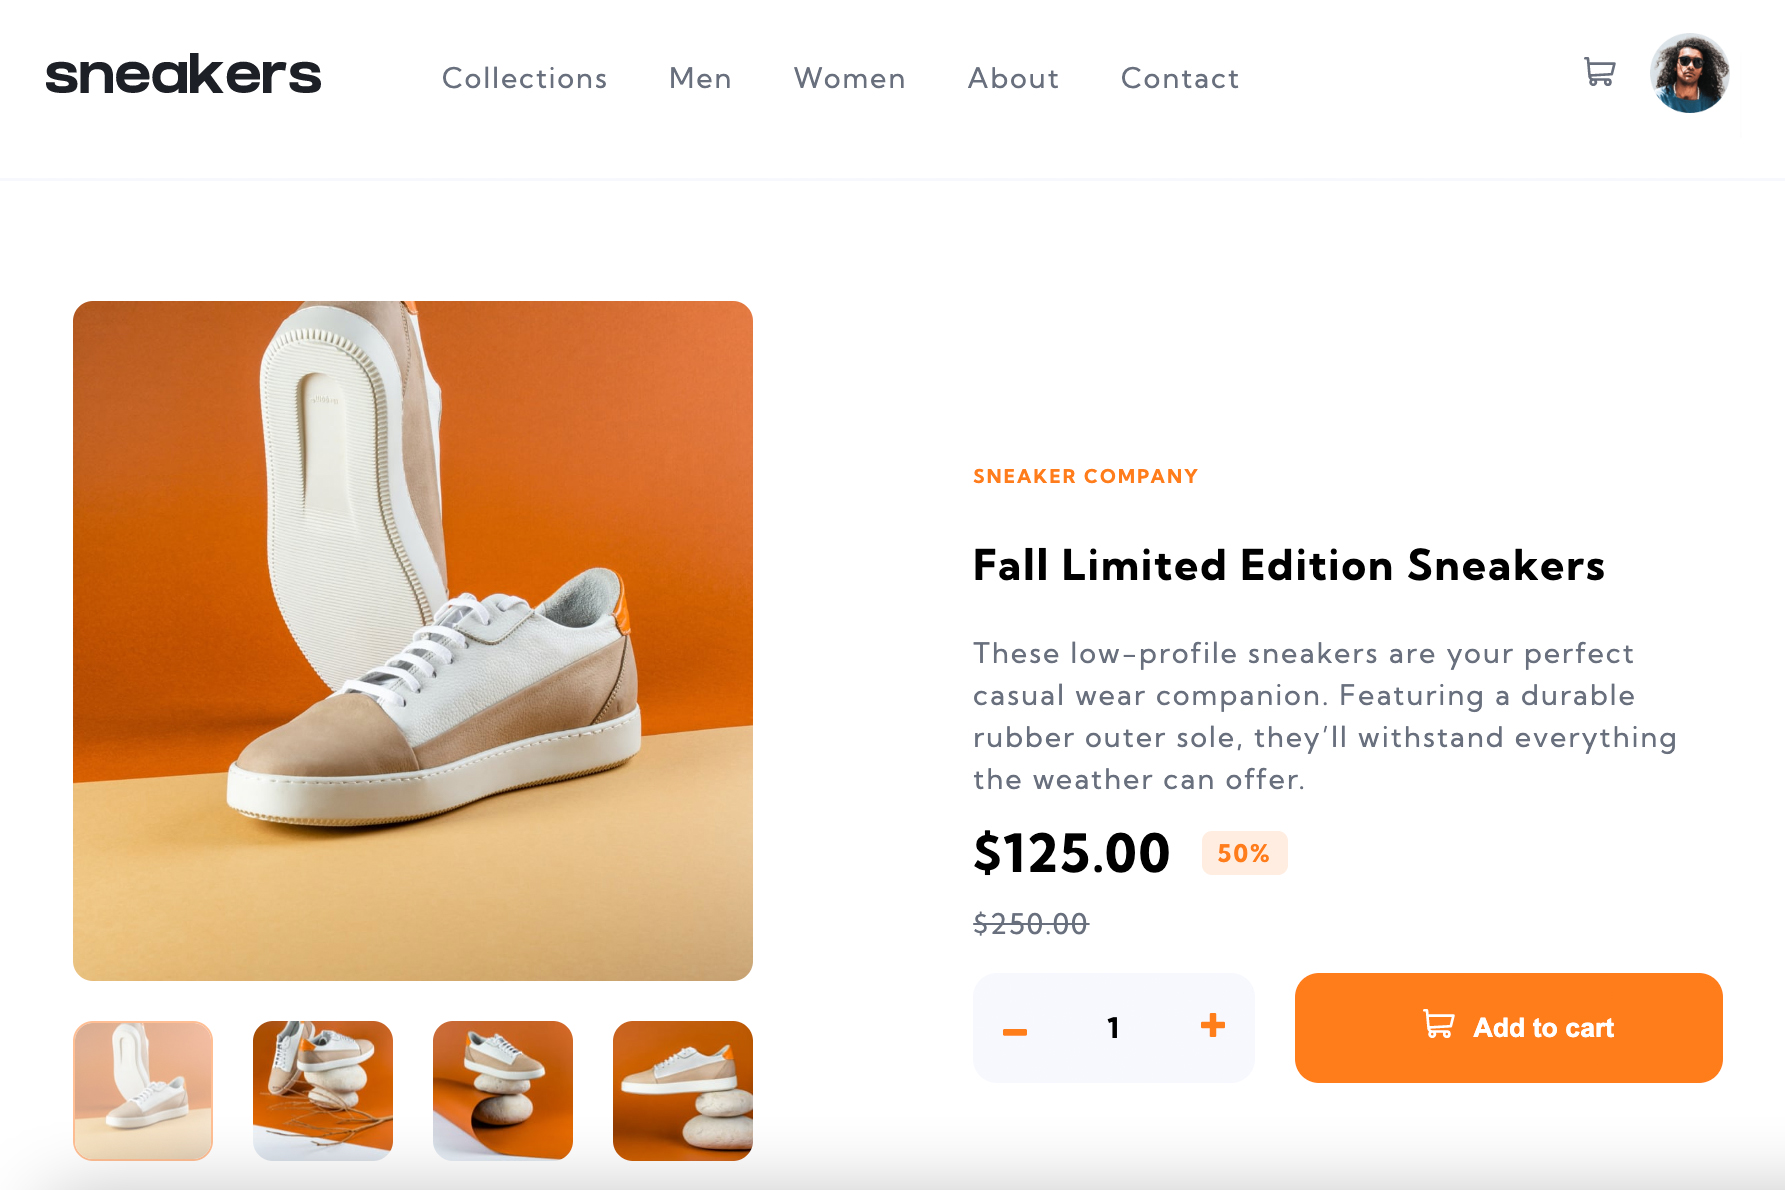 sneakers
Collections Men Women About Contact
SNEAKER COMPANY
Fall Limited Edition Sneakers
These low-profile sneakers are your perfect
casual wear companion. Featuring a durable
rubber outer sole, they’ll withstand everything
the weather can offer.
$125.00 50%
$250.00
1
Add to cart